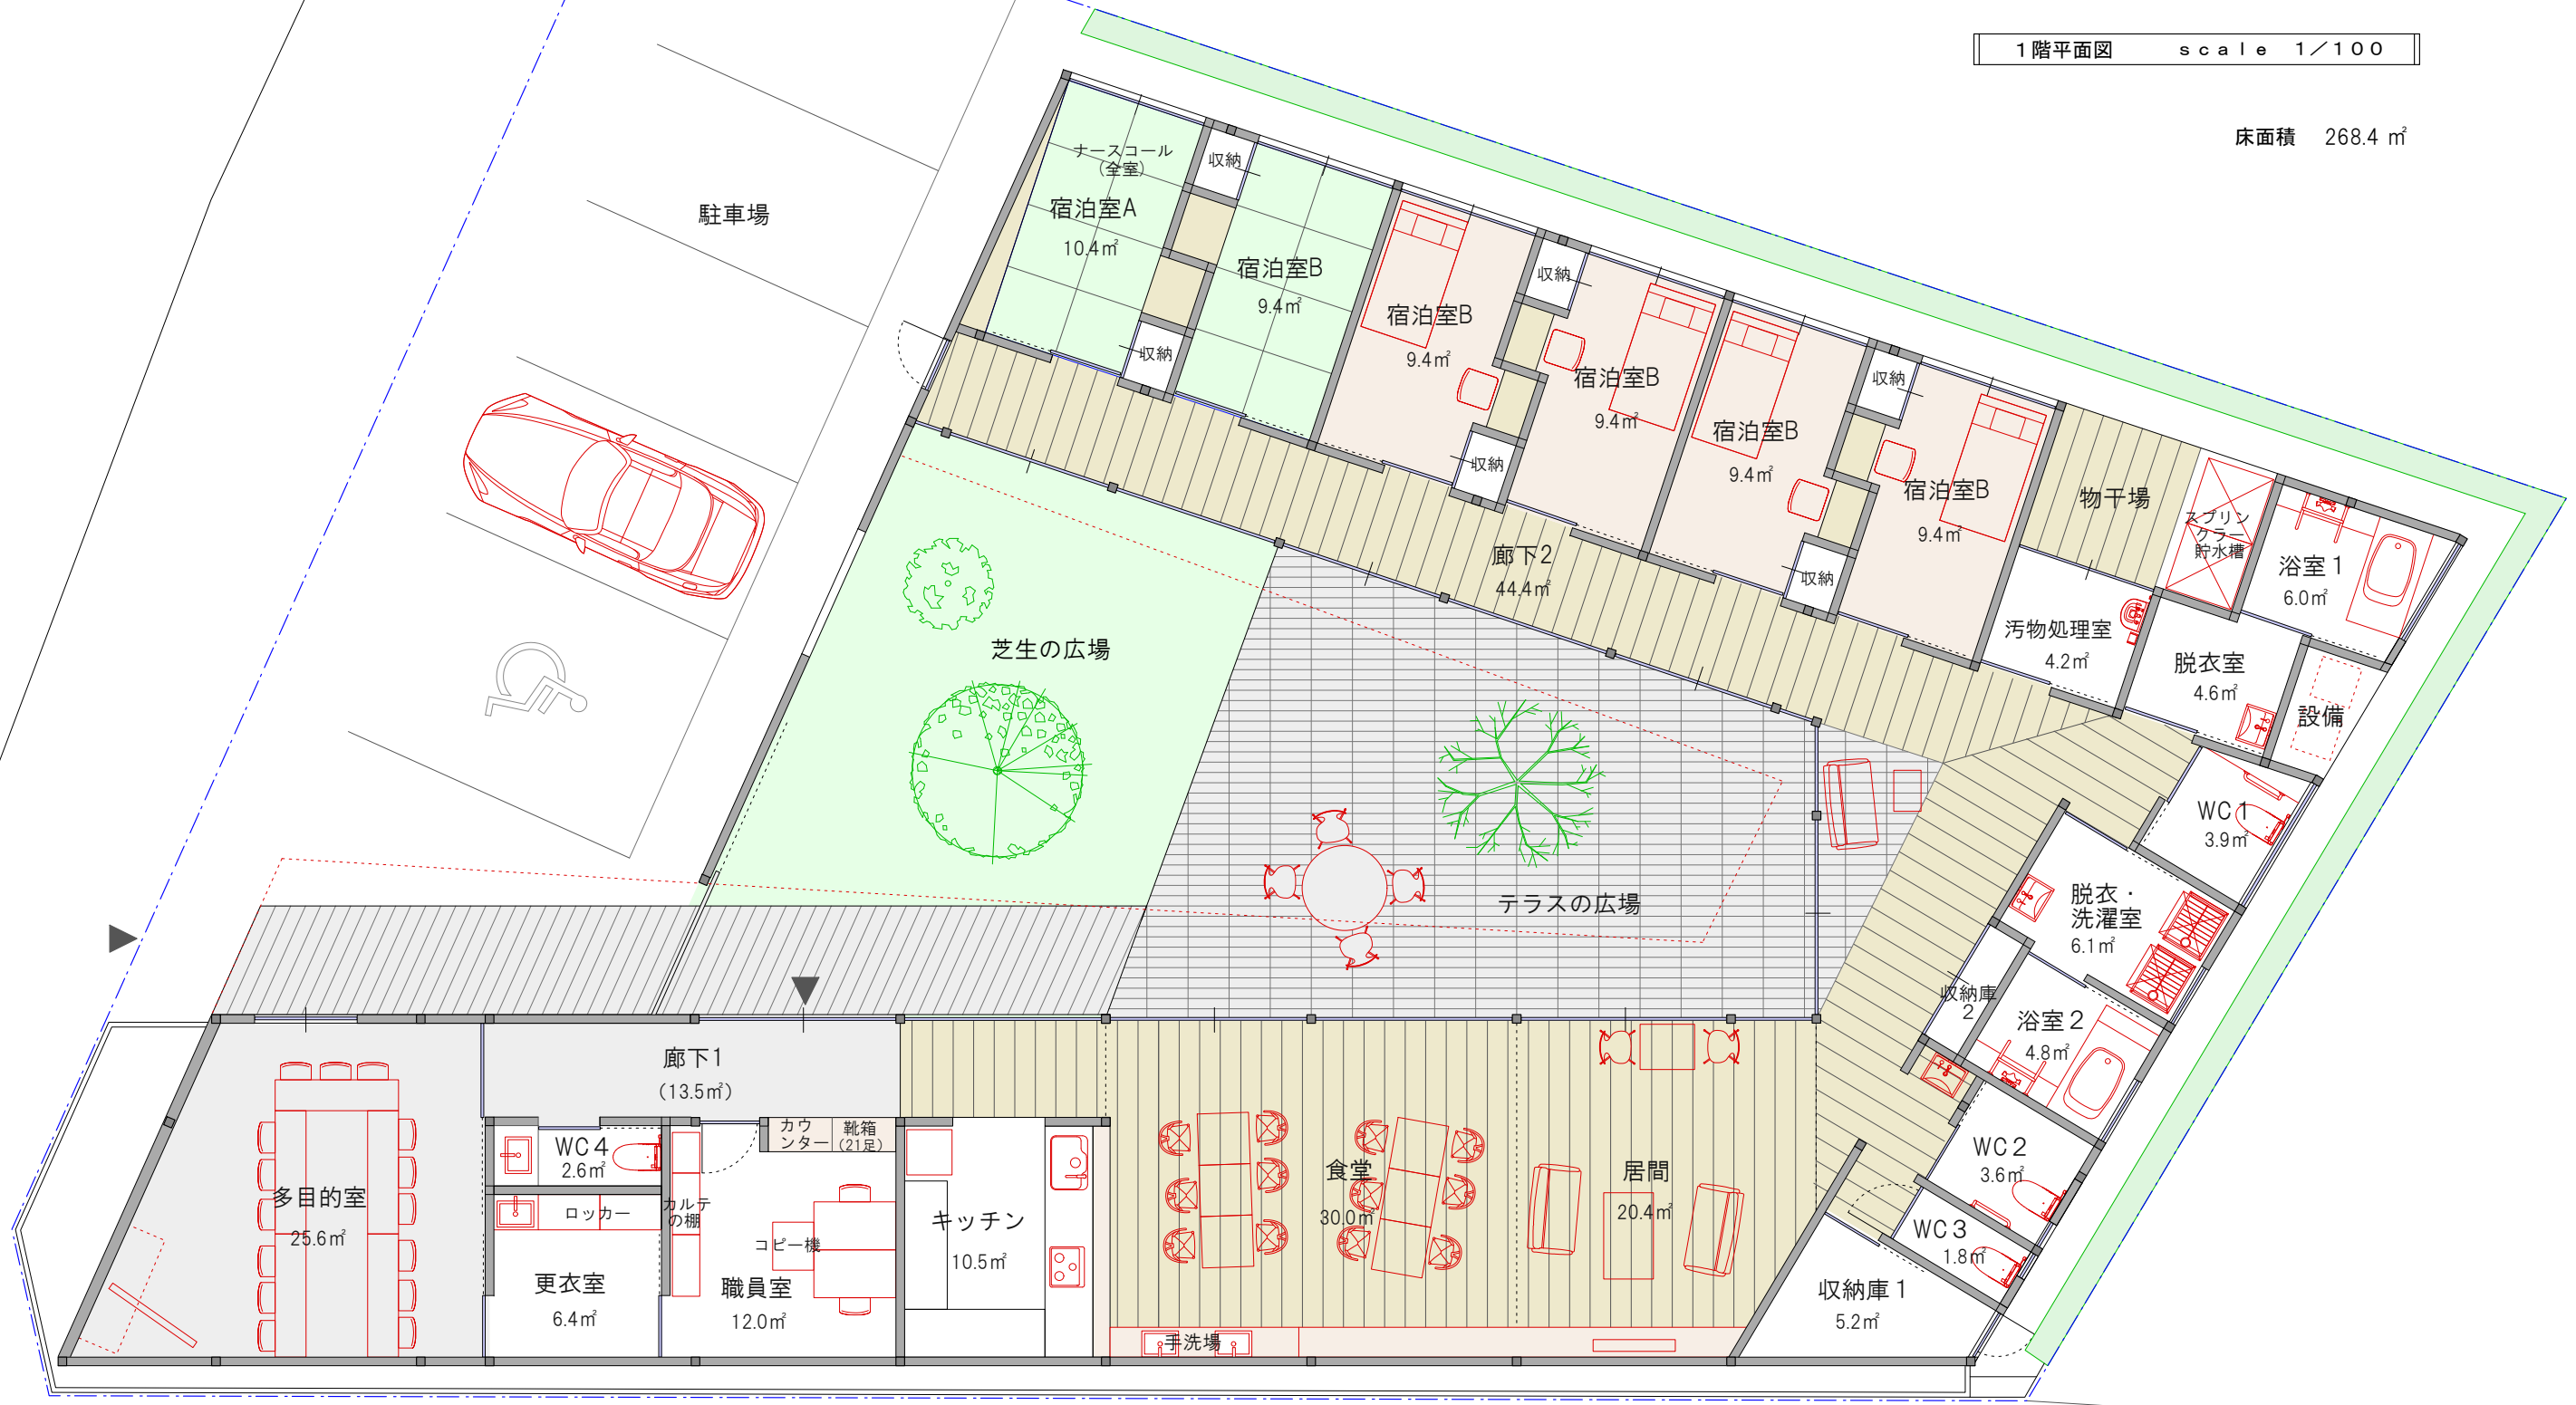 1階平面図 scale 1/100
床面積 268.4 ㎡
駐車場
ナースコール
(全室)
宿泊室A
10.4㎡
収納
収納
宿泊室B
9.4㎡
宿泊室B
9.4㎡
収納
収納
宿泊室B
9.4㎡
宿泊室B
9.4㎡
収納
収納
宿泊室B
9.4㎡
物干場
スプリン
クラー
貯水槽
浴室1
6.0㎡
廊下2
44.4㎡
汚物処理室
4.2㎡
脱衣室
4.6㎡
設備
芝生の広場
テラスの広場
WC1
3.9㎡
脱衣・
洗濯室
6.1㎡
収納庫
2
浴室2
4.8㎡
廊下1
(13.5㎡)
カウ
ンター
靴箱
(21足)
WC4
2.6㎡
WC2
3.6㎡
多目的室
25.6㎡
ロッカー
カルテ
の棚
コピー機
キッチン
10.5㎡
食堂
30.0㎡
居間
20.4㎡
WC3
1.8㎡
更衣室
6.4㎡
職員室
12.0㎡
収納庫1
5.2㎡
手洗場